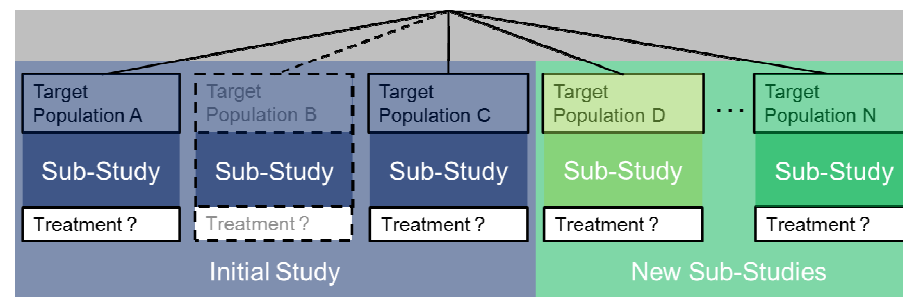 Target
Population A
Target
Population B
Target
Population C
Target
Population D
...
Target
Population N
Sub-Study
Sub-Study
Sub-Study
Sub-Study
Sub-Study
Treatment ?
Treatment ?
Treatment ?
Treatment ?
Treatment ?
Initial Study
New Sub-Studies